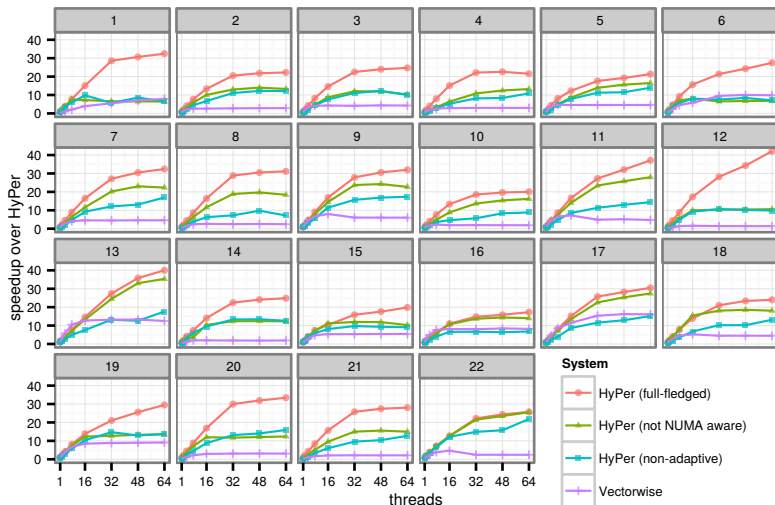 1 2 3 4 5 6
40
30
20
10
0
7 8 9 10 11 12
40
30
20
10
0
speedup over HyPer
13 14 15 16 17 18
40
30
20
10
0
19 20 21 22
40
30
20
10
0
1 16 32 48 64 1 16 32 48 64 1 16 32 48 64 1 16 32 48 64
threads
System
HyPer (full-fledged)
HyPer (not NUMA aware)
HyPer (non-adaptive)
Vectorwise